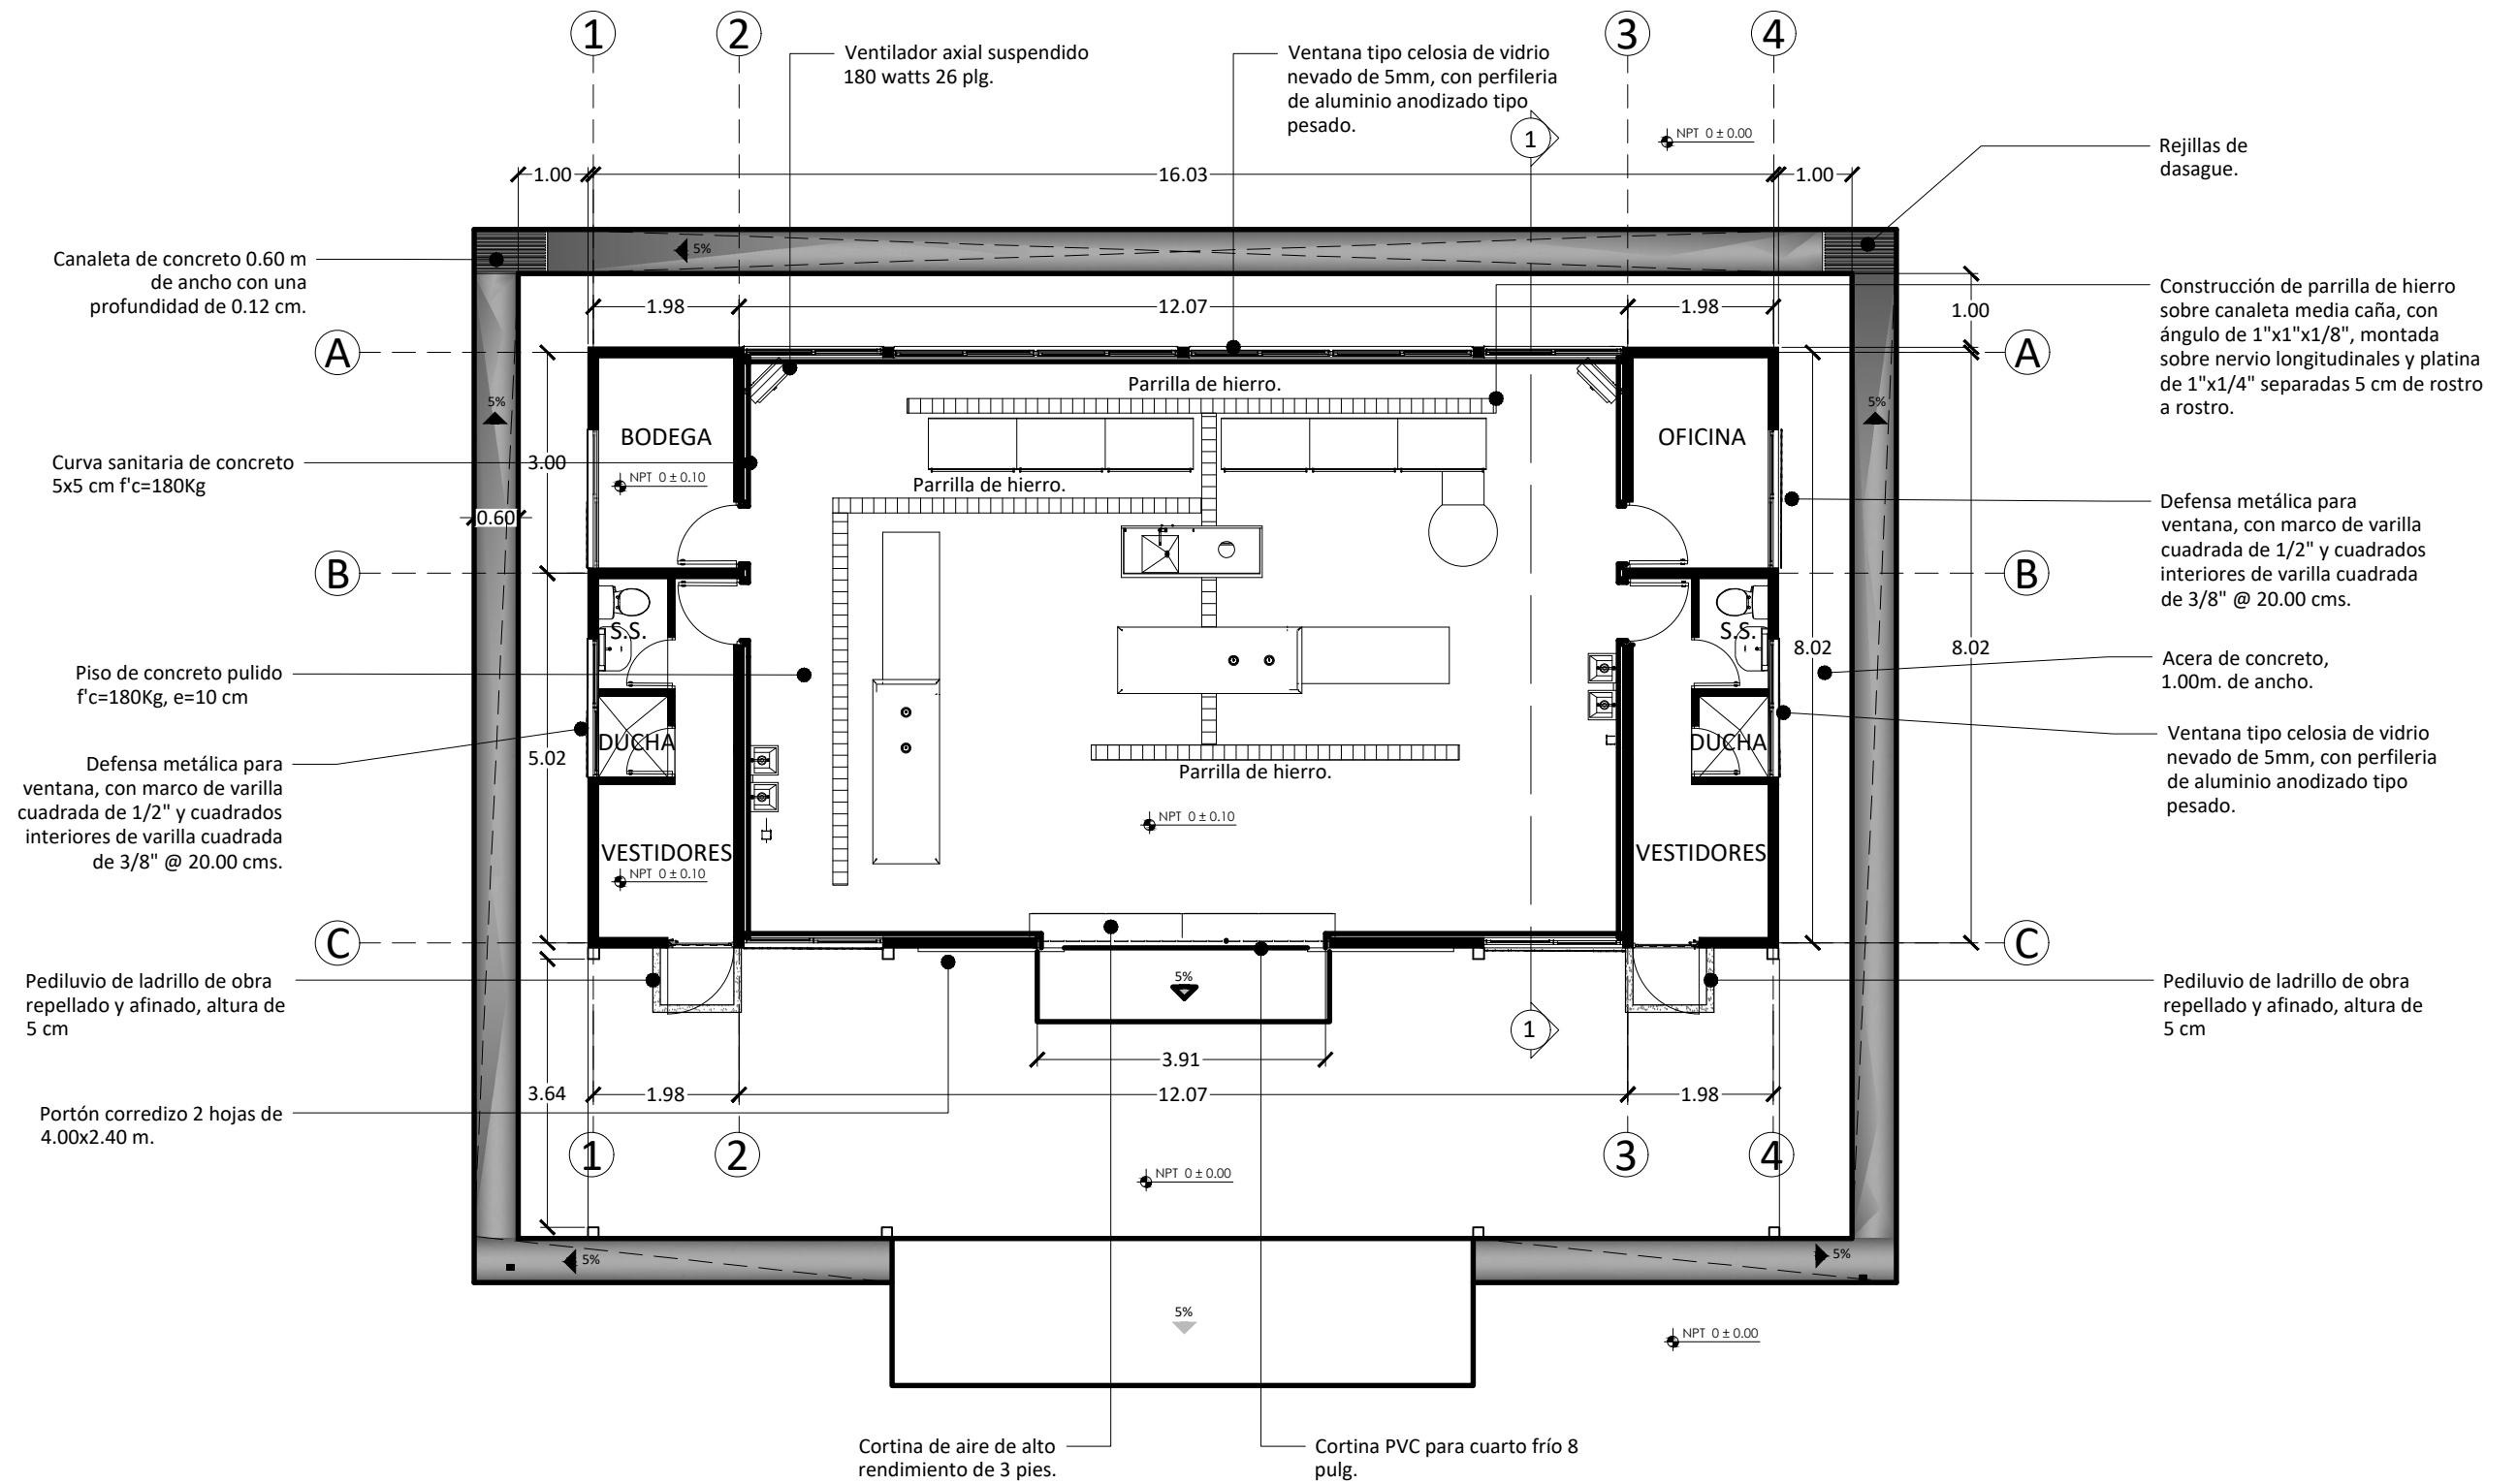 1
2
3
4
Ventilador axial suspendido
180 watts 26 plg.
Ventana tipo celosia de vidrio
nevado de 5mm, con perfileria
de aluminio anodizado tipo
pesado.
1
NPT 0 ± 0.00
Rejillas de
dasague.
1.00
16.03
1.00
5%
Canaleta de concreto 0.60 m
de ancho con una
profundidad de 0.12 cm.
Construcción de parrilla de hierro
sobre canaleta media caña, con
ángulo de 1"x1"x1/8", montada
sobre nervio longitudinales y platina
de 1"x1/4" separadas 5 cm de rostro
a rostro.
1.98
12.07
1.98
1.00
A
A
Parrilla de hierro.
5%
5%
BODEGA
OFICINA
Curva sanitaria de concreto
5x5 cm f'c=180Kg
3.00
NPT 0 ± 0.10
Parrilla de hierro.
0.60
Defensa metálica para
ventana, con marco de varilla
cuadrada de 1/2" y cuadrados
interiores de varilla cuadrada
de 3/8" @ 20.00 cms.
B
B
S.S.
S.S.
8.02
8.02
Piso de concreto pulido
f'c=180Kg, e=10 cm
Acera de concreto,
1.00m. de ancho.
DUCHA
DUCHA
5.02
Parrilla de hierro.
Defensa metálica para
ventana, con marco de varilla
cuadrada de 1/2" y cuadrados
interiores de varilla cuadrada
de 3/8" @ 20.00 cms.
Ventana tipo celosia de vidrio
nevado de 5mm, con perfileria
de aluminio anodizado tipo
pesado.
NPT 0 ± 0.10
VESTIDORES
VESTIDORES
NPT 0 ± 0.10
C
C
Pediluvio de ladrillo de obra
repellado y afinado, altura de
5 cm
5%
Pediluvio de ladrillo de obra
repellado y afinado, altura de
5 cm
1
3.91
3.64
1.98
12.07
1.98
Portón corredizo 2 hojas de
4.00x2.40 m.
1
2
3
4
NPT 0 ± 0.00
5%
5%
5%
NPT 0 ± 0.00
Cortina de aire de alto
rendimiento de 3 pies.
Cortina PVC para cuarto frío 8
pulg.